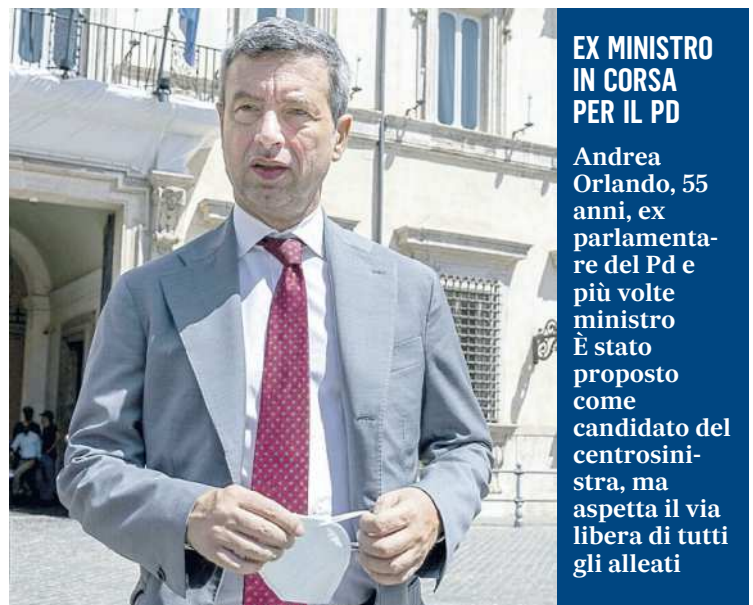 EX MINISTRO
IN CORSA
PER IL PD
Andrea
Orlando, 55
anni, ex
parlamenta-
re del Pd e
più volte
ministro
È stato
proposto
come
candidato del
centrosini-
stra, ma
aspetta il via
libera di tutti
gli alleati